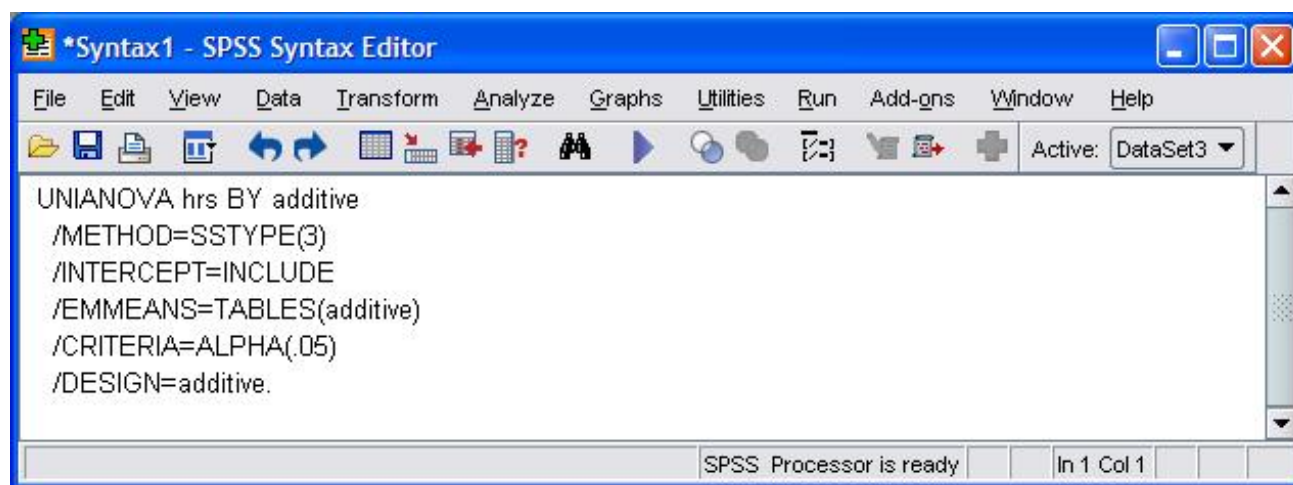 *Syntax1 - SPSS Syntax Editor
File Edit View Data Transform Analyze Graphs Utilities Run Add-ons Window Help
Active: DataSet3
UNIANOVA hrs BY additive
/METHOD=SSTYPE(3)
/INTERCEPT=INCLUDE
/EMMEANS=TABLES(additive)
/CRITERIA=ALPHA(.05)
/DESIGN=additive.
SPSS Processor is ready In 1 Col 1